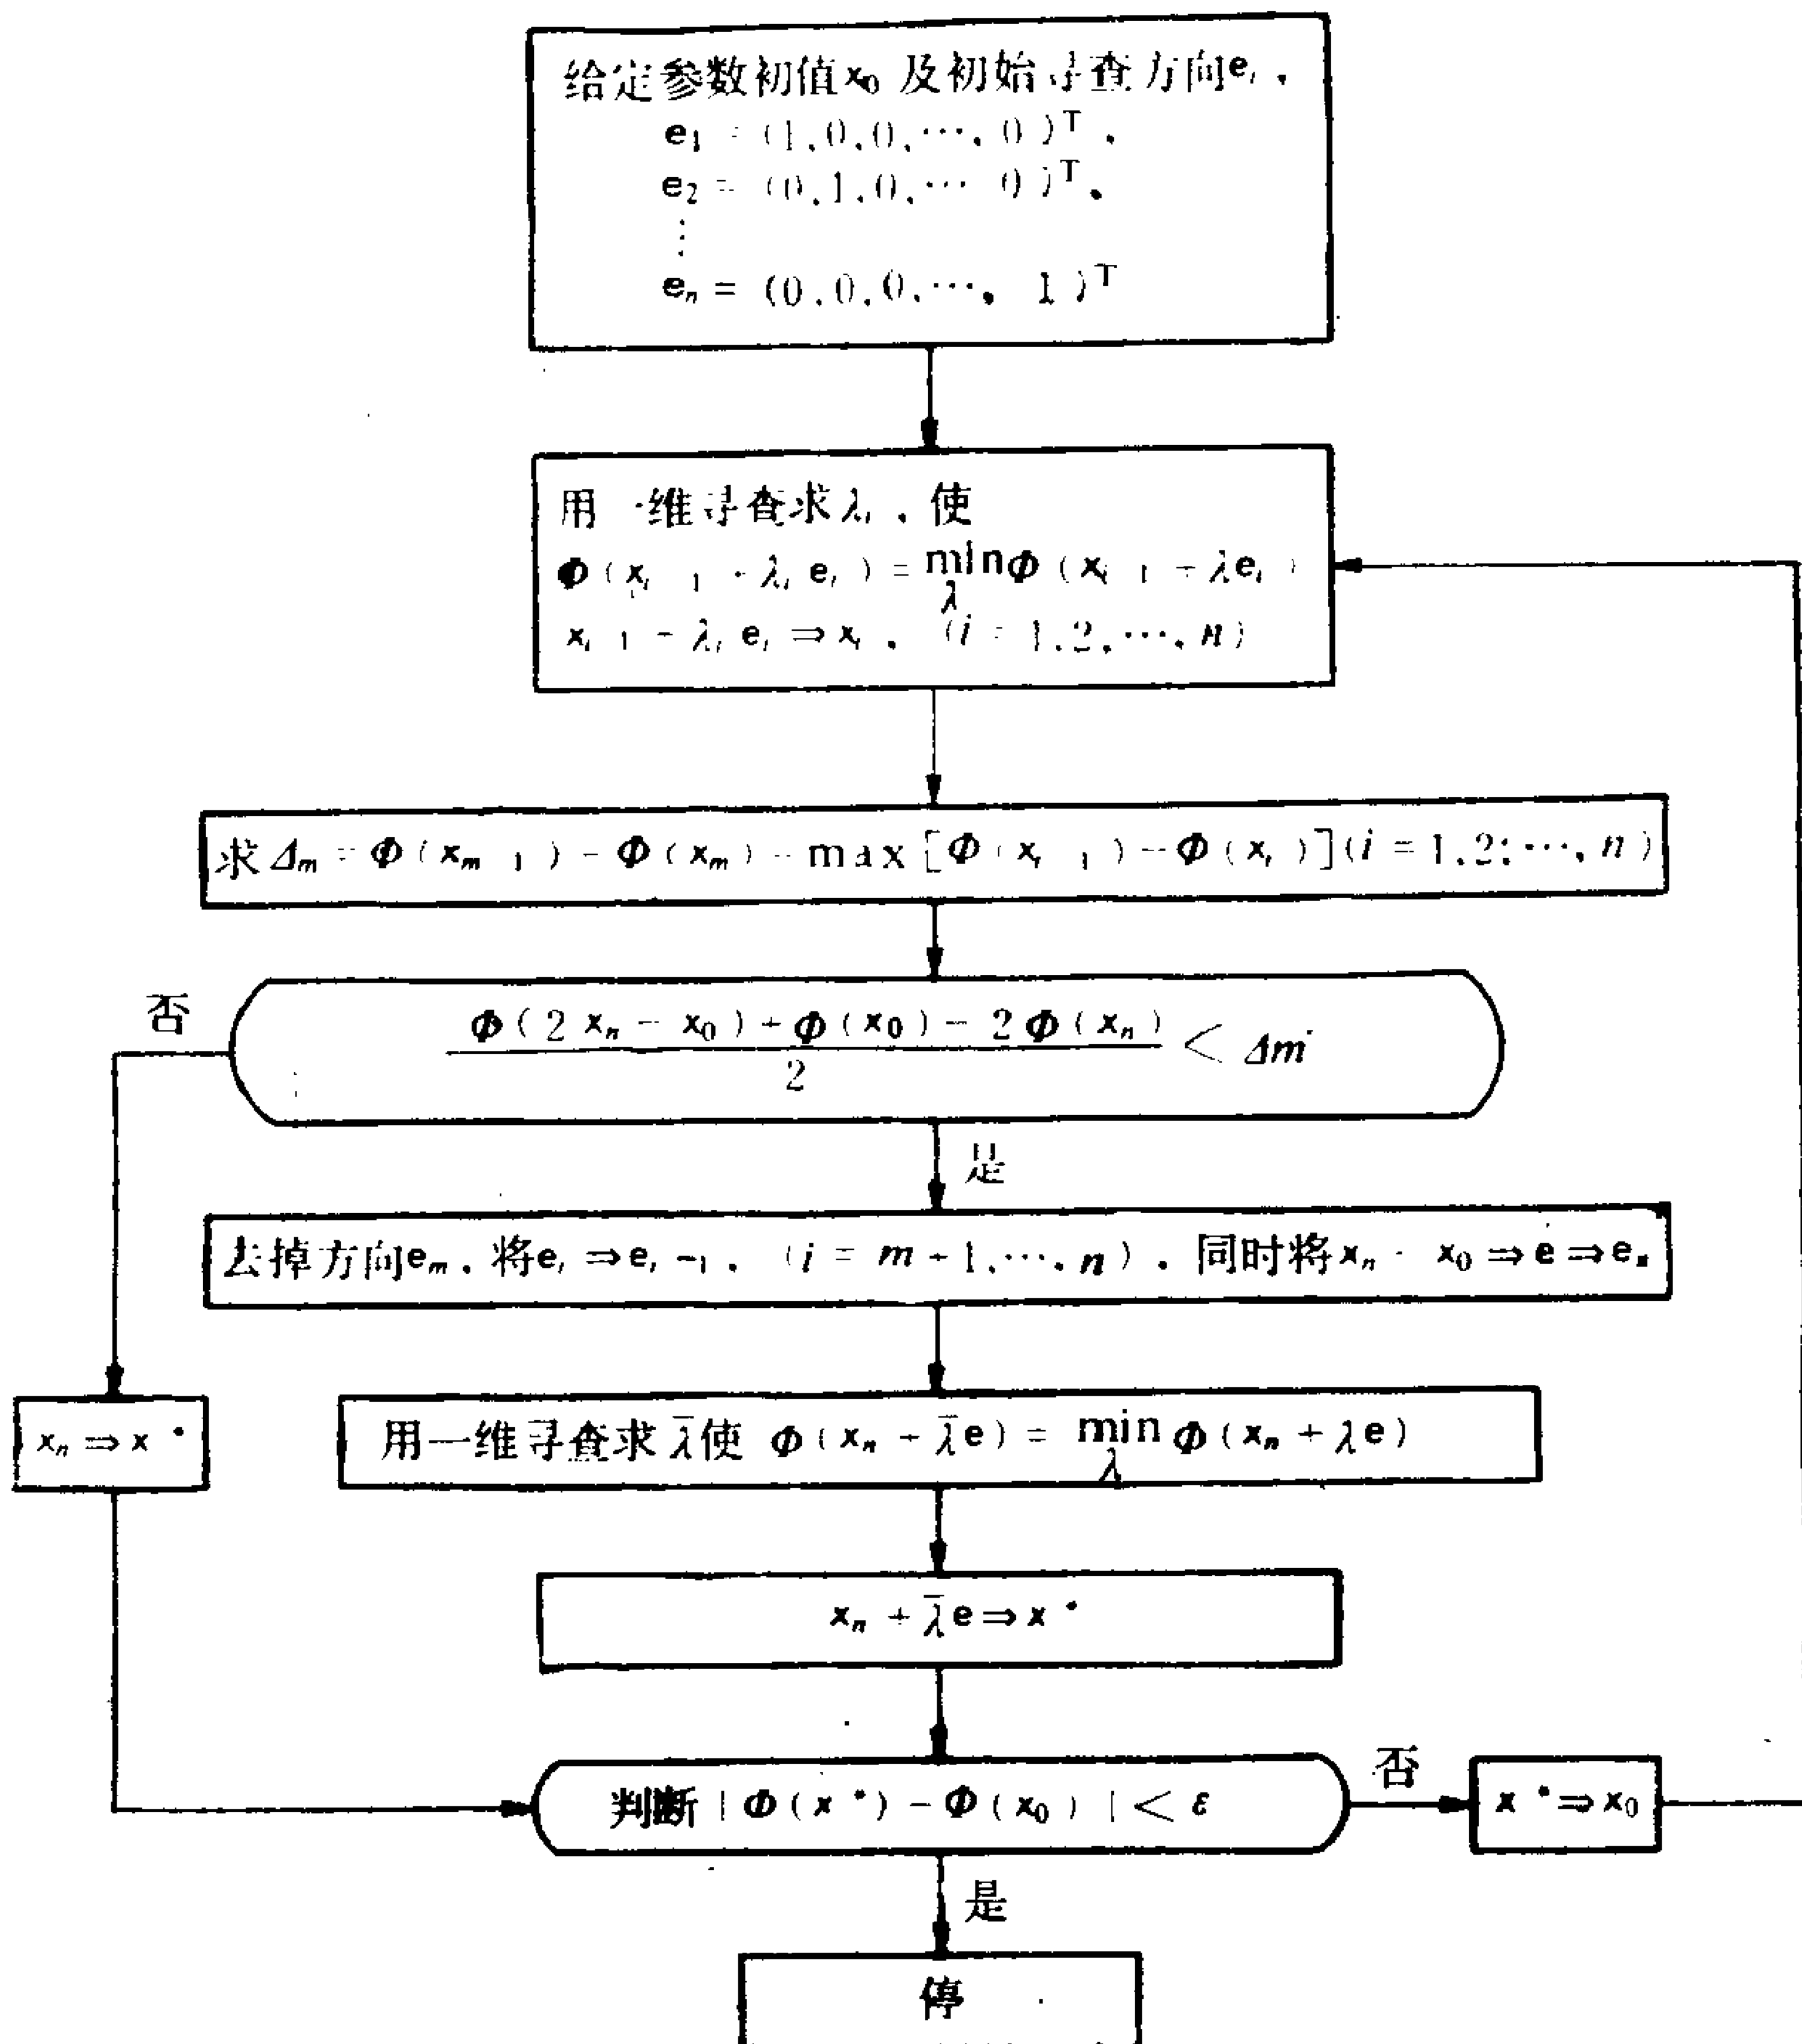 给定参数初值x₀ 及初始寻查方向eᵢ,
e₁ = (1,0,0,⋯,0)ᵀ,
e₂ = (0,1,0,⋯ 0)ᵀ,
⋮
eₙ = (0,0,0,⋯, 1)ᵀ
用一维寻查求λᵢ, 使
Φ(xᵢ₋₁ + λᵢ eᵢ) = min Φ(xᵢ₋₁ + λeᵢ)
λ
xᵢ₋₁ + λᵢ eᵢ ⇒ xᵢ, (i = 1,2,⋯,n)
求Δₘ = Φ(xₘ₋₁) − Φ(xₘ) = max[Φ(xᵢ₋₁) − Φ(xᵢ)](i = 1,2,⋯,n)
否
Φ(2xₙ − x₀) + Φ(x₀) − 2Φ(xₙ)
2
< Δm
是
去掉方向eₘ, 将eᵢ ⇒ eᵢ₋₁, (i = m+1,⋯,n), 同时将xₙ − x₀ ⇒ e ⇒ eₙ
xₙ ⇒ x*
用一维寻查求λ̄使 Φ(xₙ + λ̄e) = min Φ(xₙ + λe)
λ
xₙ + λ̄e ⇒ x*
判断|Φ(x*) − Φ(x₀)| < ε
否
x* ⇒ x₀
是
停